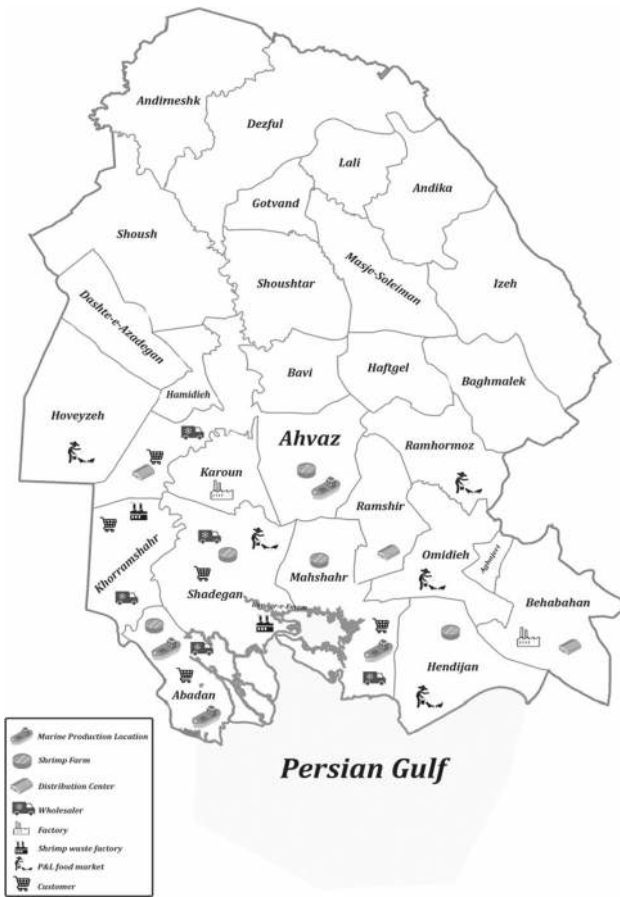 Andimeshk
Dezful
Lali
Andika
Gotvand
Shoush
Masje-Soleiman
Shoushtar
Izeh
Dashte-e-Azadegan
Bavi
Haftgel
Baghmalek
Hamidieh
Hoveyzeh
Ahvaz
Ramhormoz
Karoun
Ramshir
Khorramshahr
Omidieh
Mahshahr
Shadegan
Behabahan
Hendijan
Abadan
Persian Gulf
Marine Production Location
Shrimp Farm
Distribution Center
Wholesaler
Factory
Shrimp waste factory
P&L food market
Customer